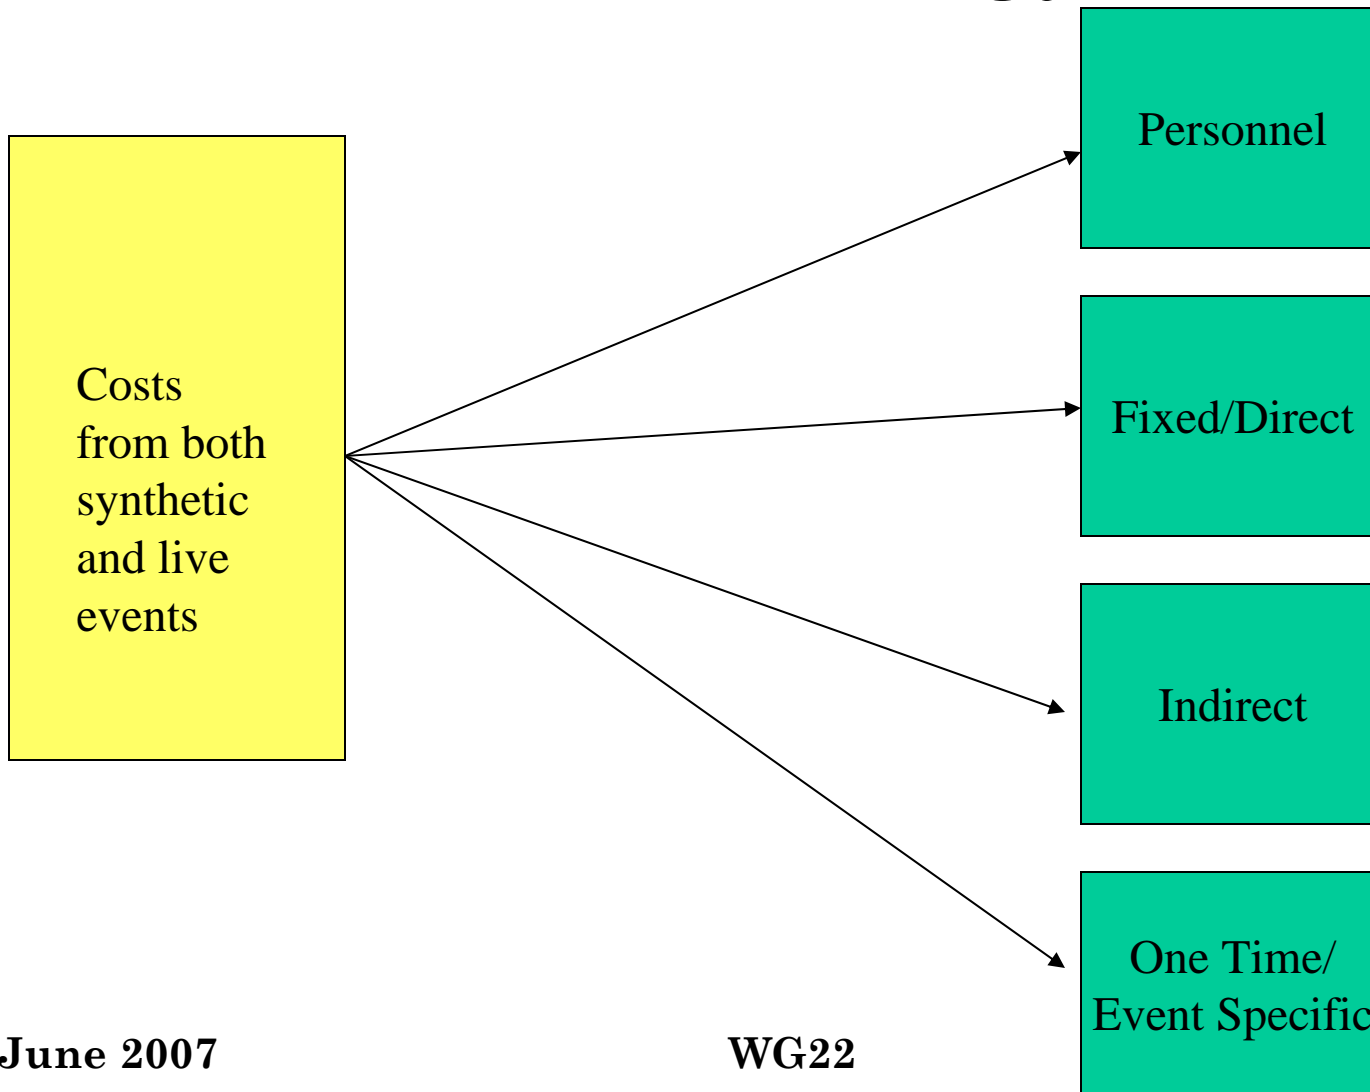 Costs
from both
synthetic
and live
events
Personnel
Fixed/Direct
Indirect
One Time/
Event Specific
June 2007
WG22